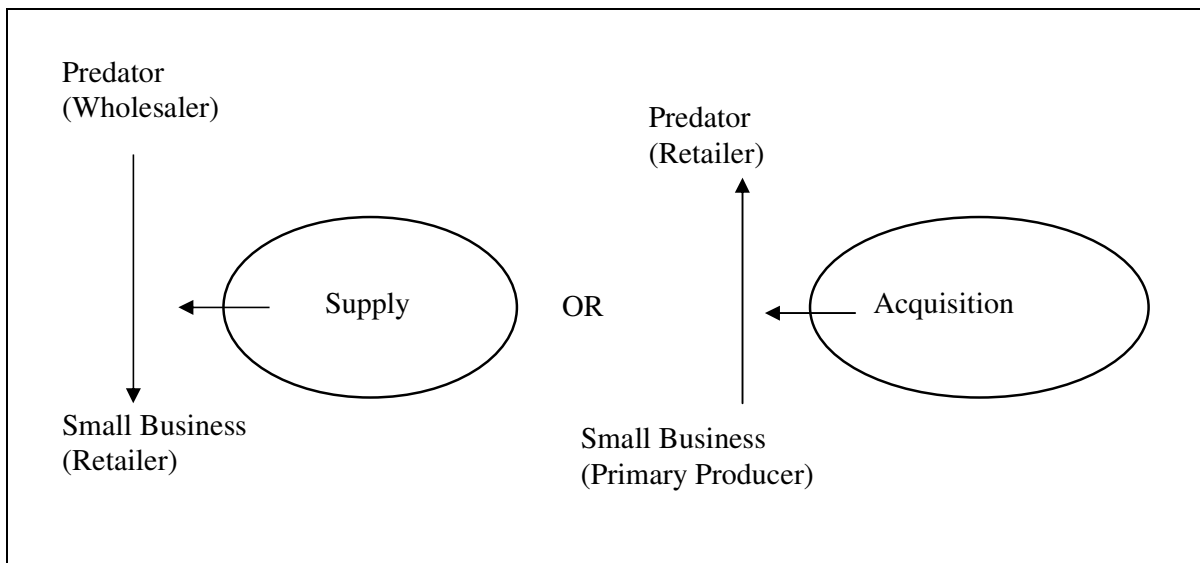 Predator
(Wholesaler)
Supply
Small Business
(Retailer)
OR
Predator
(Retailer)
Acquisition
Small Business
(Primary Producer)